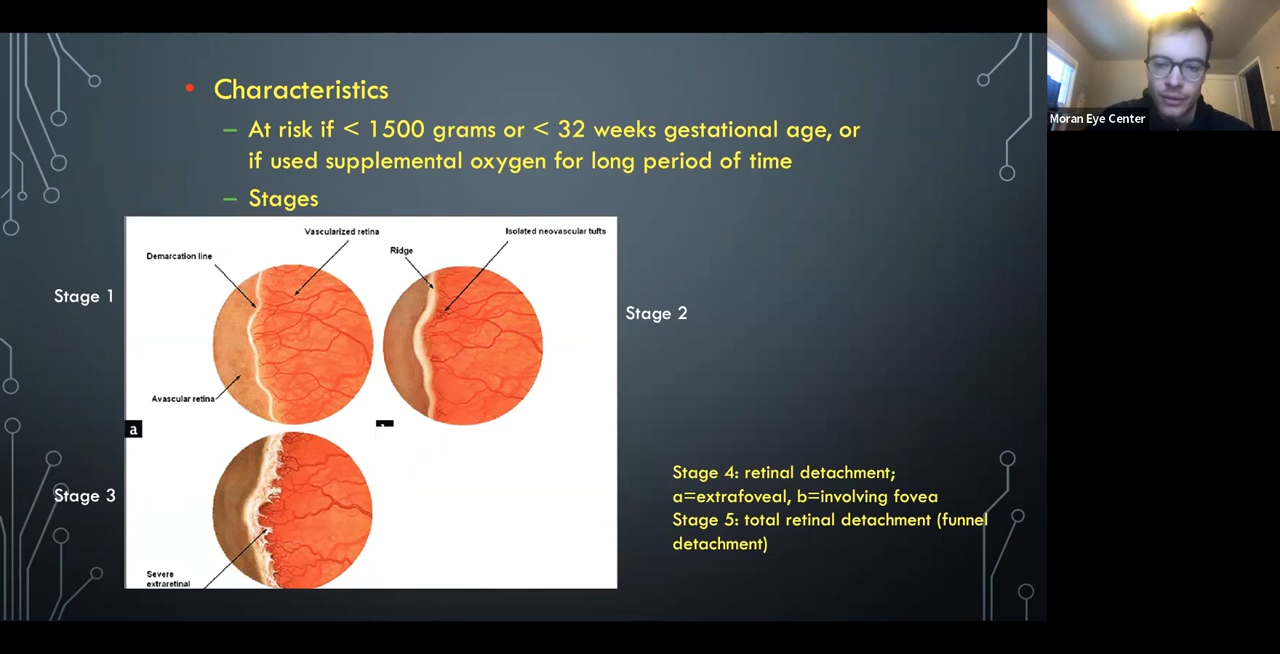 • Characteristics
– At risk if < 1500 grams or < 32 weeks gestational age, or
if used supplemental oxygen for long period of time
– Stages
Moran Eye Center
Vascularized retina
Demarcation line
Isolated neovascular tufts
Ridge
Stage 1
Stage 2
Avascular retina
a
Stage 3
Severe
extraretinal
Stage 4: retinal detachment;
a=extrafoveal, b=involving fovea
Stage 5: total retinal detachment (funnel
detachment)